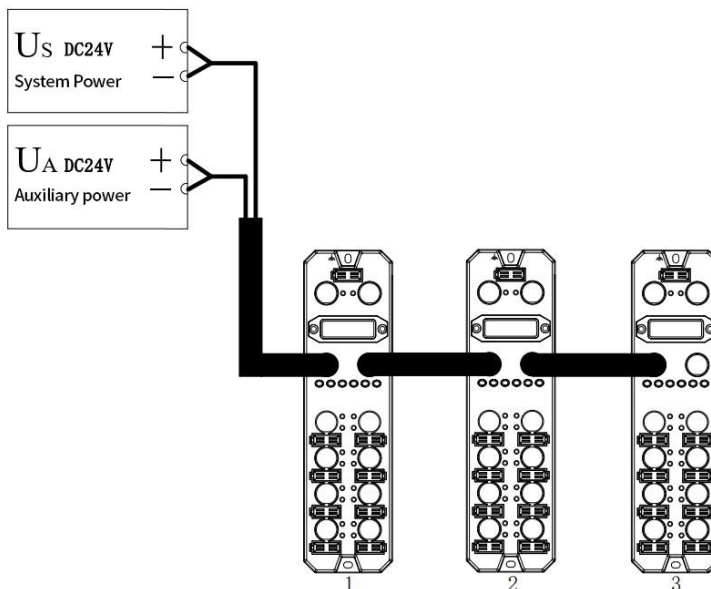 Us DC24V +
System Power −
UA DC24V +
Auxiliary power −
1 2 3